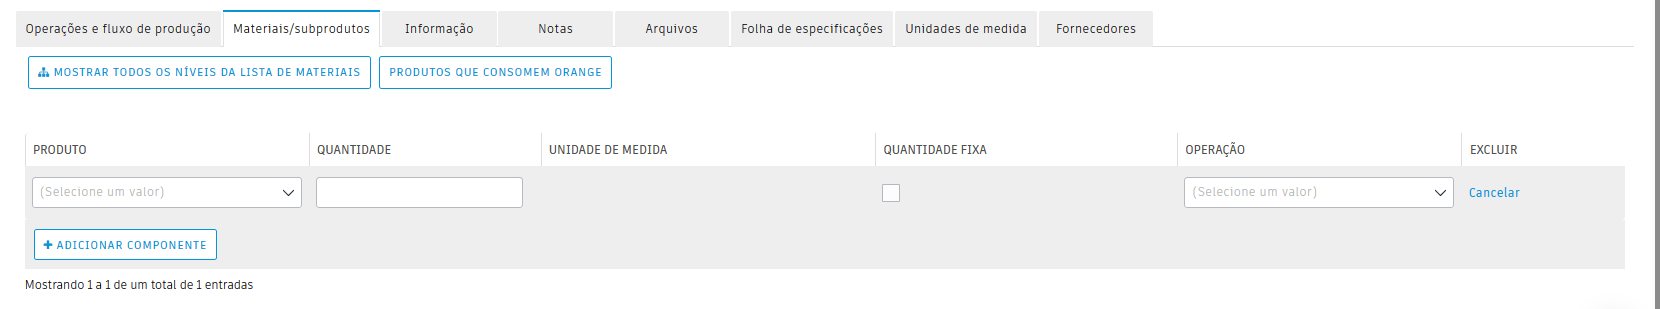 Operações e fluxo de produção Materiais/subprodutos Informação Notas Arquivos Folha de especificações Unidades de medida Fornecedores
MOSTRAR TODOS OS NÍVEIS DA LISTA DE MATERIAIS PRODUTOS QUE CONSOMEM ORANGE
PRODUTO QUANTIDADE UNIDADE DE MEDIDA QUANTIDADE FIXA OPERAÇÃO EXCLUIR
(Selecione um valor) (Selecione um valor) Cancelar
+ ADICIONAR COMPONENTE
Mostrando 1 a 1 de um total de 1 entradas